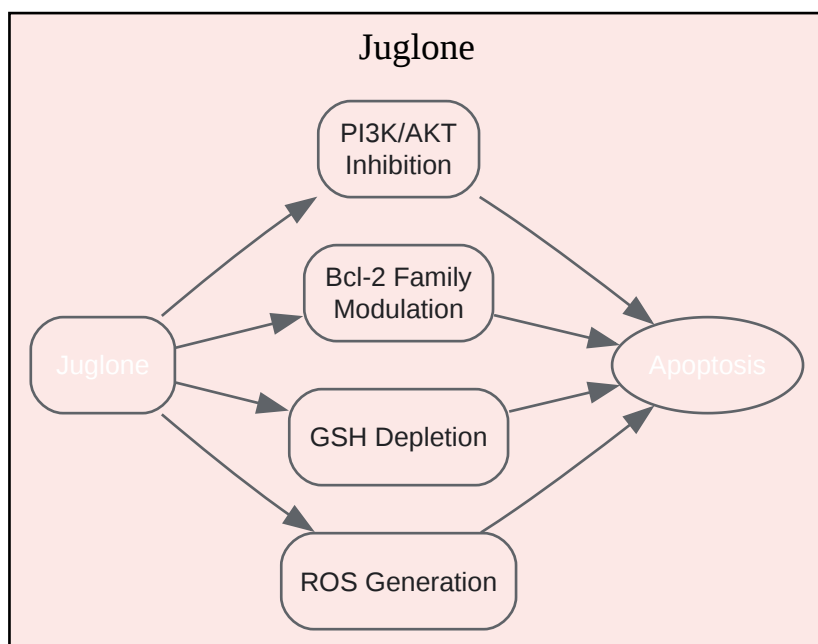 Juglone
PI3K/AKT
Inhibition
Bcl-2 Family
Modulation
Juglone
Apoptosis
GSH Depletion
ROS Generation